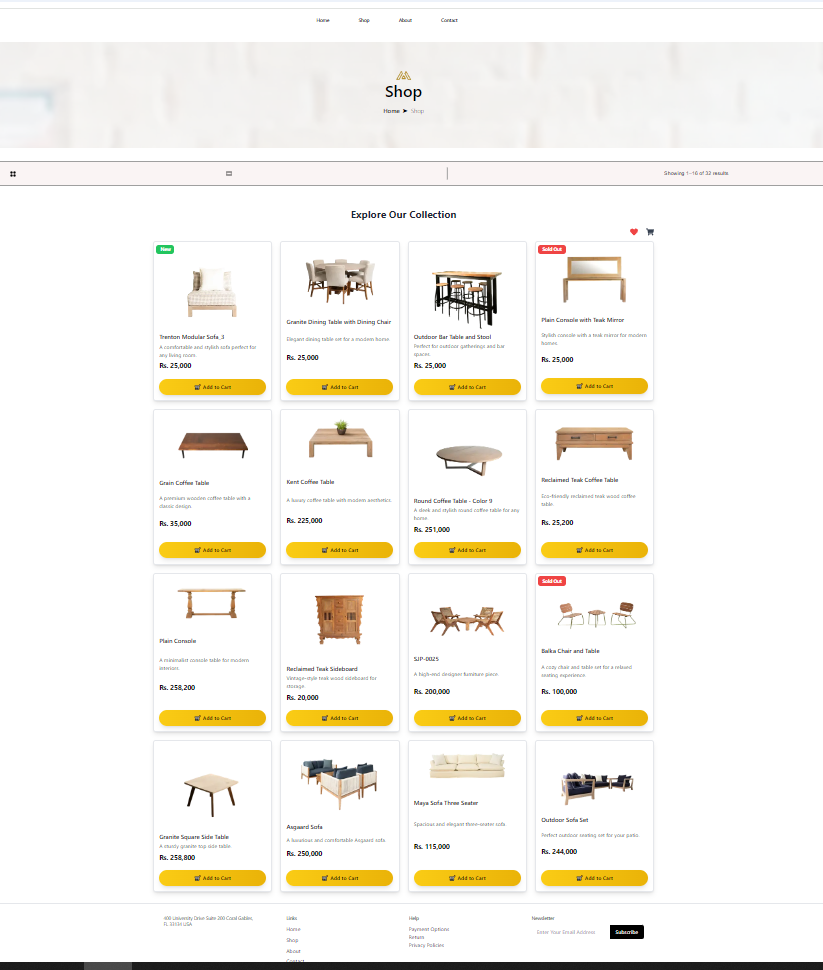 Home Shop About Contact
Shop
Home ➤ Shop
Showing 1–16 of 32 results
Explore Our Collection
New
Trenton Modular Sofa_3
A comfortable and stylish sofa perfect for
any living room.
Rs. 25,000
Add to Cart
Granite Dining Table with Dining Chair
Elegant dining table set for a modern home.
Rs. 25,000
Add to Cart
Outdoor Bar Table and Stool
Perfect for outdoor gatherings and bar
spaces.
Rs. 25,000
Add to Cart
Sold Out
Plain Console with Teak Mirror
Stylish console with a teak mirror for modern
homes.
Rs. 25,000
Add to Cart
Grain Coffee Table
A premium wooden coffee table with a
classic design.
Rs. 35,000
Add to Cart
Kent Coffee Table
A luxury coffee table with modern aesthetics.
Rs. 225,000
Add to Cart
Round Coffee Table - Color 9
A sleek and stylish round coffee table for any
home.
Rs. 251,000
Add to Cart
Reclaimed Teak Coffee Table
Eco-friendly reclaimed teak wood coffee
table.
Rs. 25,200
Add to Cart
Plain Console
A minimalist console table for modern
interiors.
Rs. 258,200
Add to Cart
Reclaimed Teak Sideboard
Vintage-style teak wood sideboard for
storage.
Rs. 20,000
Add to Cart
SJP-0025
A high-end designer furniture piece.
Rs. 200,000
Add to Cart
Sold Out
Balka Chair and Table
A cozy chair and table set for a relaxed
seating experience.
Rs. 100,000
Add to Cart
Granite Square Side Table
A sturdy granite top side table.
Rs. 258,800
Add to Cart
Asgaard Sofa
A luxurious and comfortable Asgaard sofa.
Rs. 250,000
Add to Cart
Maya Sofa Three Seater
Spacious and elegant three-seater sofa.
Rs. 115,000
Add to Cart
Outdoor Sofa Set
Perfect outdoor seating set for your patio.
Rs. 244,000
Add to Cart
400 University Drive Suite 200 Coral Gables,
FL 33134 USA
Links
Home
Shop
About
Contact
Help
Payment Options
Return
Privacy Policies
Newsletter
Enter Your Email Address
Subscribe